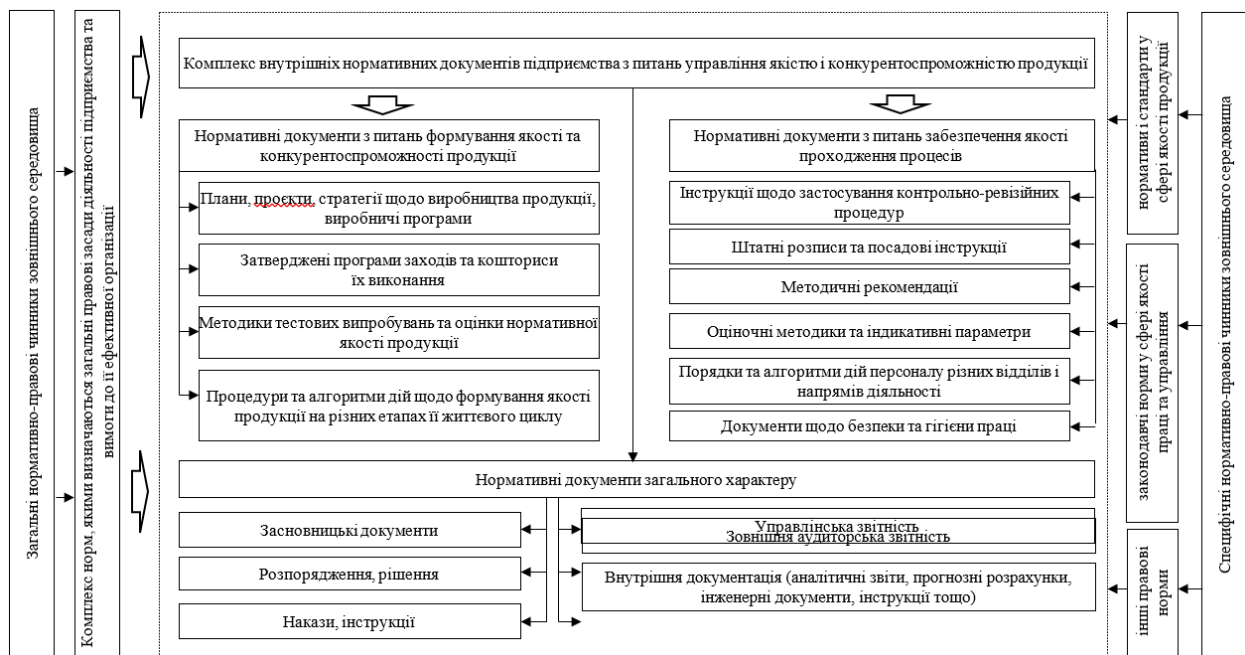 Загальні нормативно-правові чинники зовнішнього середовища
Комплекс норм, якими визначаються загальні правові засади діяльності підприємства та
вимоги до її ефективної організації
Комплекс внутрішніх нормативних документів підприємства з питань управління якістю і конкурентоспроможністю продукції
Нормативні документи з питань формування якості та
конкурентоспроможності продукції
Плани, проєкти, стратегії щодо виробництва продукції,
виробничі програми
Затверджені програми заходів та кошториси
їх виконання
Методики тестових випробувань та оцінки нормативної
якості продукції
Процедури та алгоритми дій щодо формування якості
продукції на різних етапах її життєвого циклу
Нормативні документи з питань забезпечення якості
проходження процесів
Інструкції щодо застосування контрольно-ревізійних
процедур
Штатні розписи та посадові інструкції
Методичні рекомендації
Оціночні методики та індикативні параметри
Порядки та алгоритми дій персоналу різних відділів і
напрямів діяльності
Документи щодо безпеки та гігієни праці
Нормативні документи загального характеру
Засновницькі документи
Розпорядження, рішення
Накази, інструкції
Управлінська звітність
Зовнішня аудиторська звітність
Внутрішня документація (аналітичні звіти, прогнозні розрахунки,
інженерні документи, інструкції тощо)
нормативи і стандарти у
сфері якості продукції
законодавчі норми у сфері якості
праці та управління
інші правові
норми
Специфічні нормативно-правові чинники зовнішнього середовища